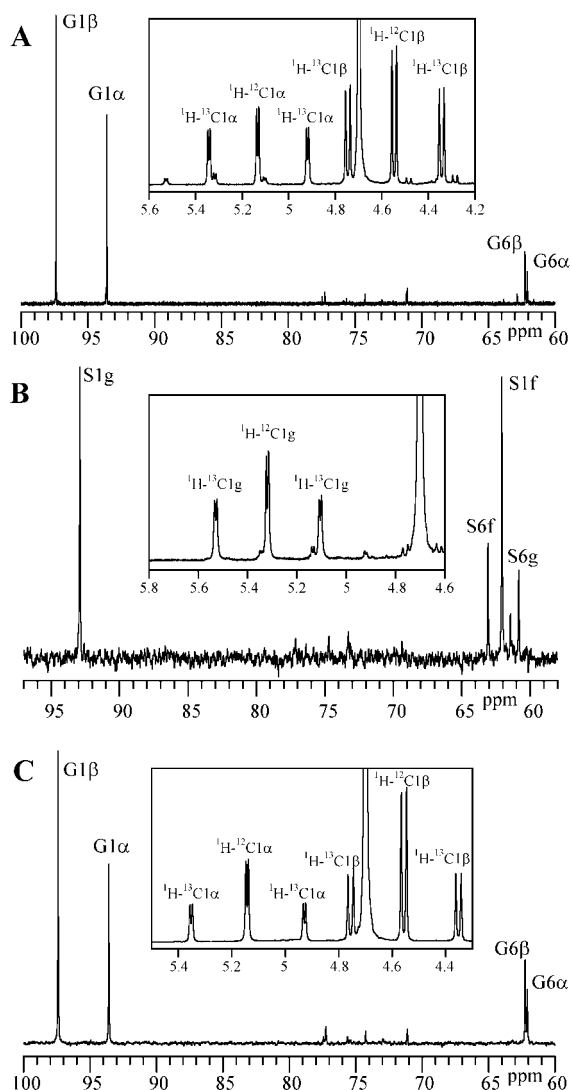 A
G1β
G1α
¹H-¹³C1α
¹H-¹²C1α
¹H-¹³C1α
¹H-¹³C1β
¹H-¹²C1β
¹H-¹³C1β
5.6 5.4 5.2 5 4.8 4.6 4.4 4.2
G6β
G6α
100 95 90 85 80 75 70 65 ppm 60
B
S1g
¹H-¹³C1g
¹H-¹²C1g
¹H-¹³C1g
5.8 5.6 5.4 5.2 5 4.8 4.6
S1f
S6f
S6g
95 90 85 80 75 70 65 ppm 60
C
G1β
G1α
¹H-¹³C1α
¹H-¹²C1α
¹H-¹³C1α
¹H-¹³C1β
¹H-¹²C1β
¹H-¹³C1β
5.4 5.2 5 4.8 4.6 4.4
G6β
G6α
100 95 90 85 80 75 70 65 ppm 60